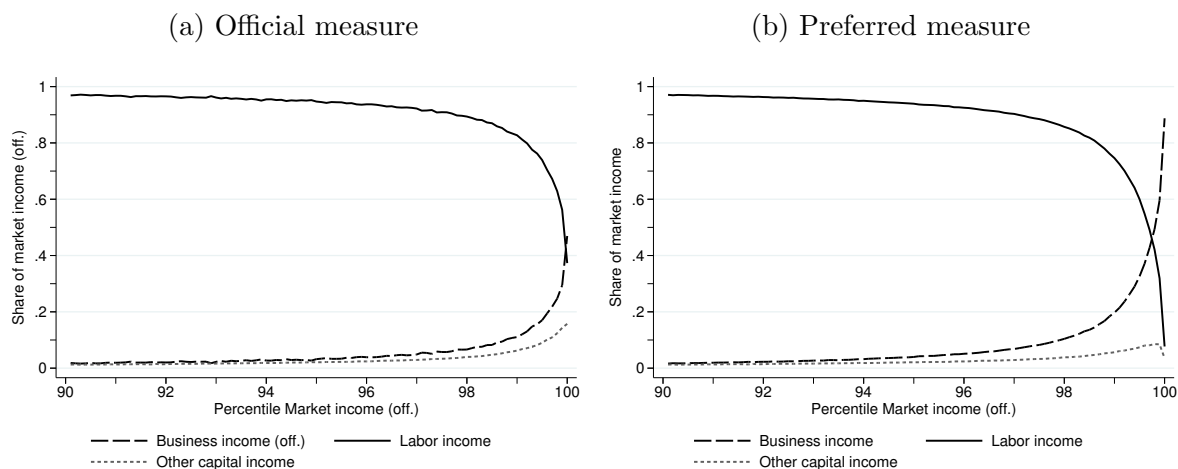 (a) Official measure
Share of market income (off.)
1
.8
.6
.4
.2
0
90 92 94 96 98 100
Percentile Market income (off.)
Business income (off.) Labor income
Other capital income
(b) Preferred measure
Share of market income
1
.8
.6
.4
.2
0
90 92 94 96 98 100
Percentile Market income (off.)
Business income Labor income
Other capital income